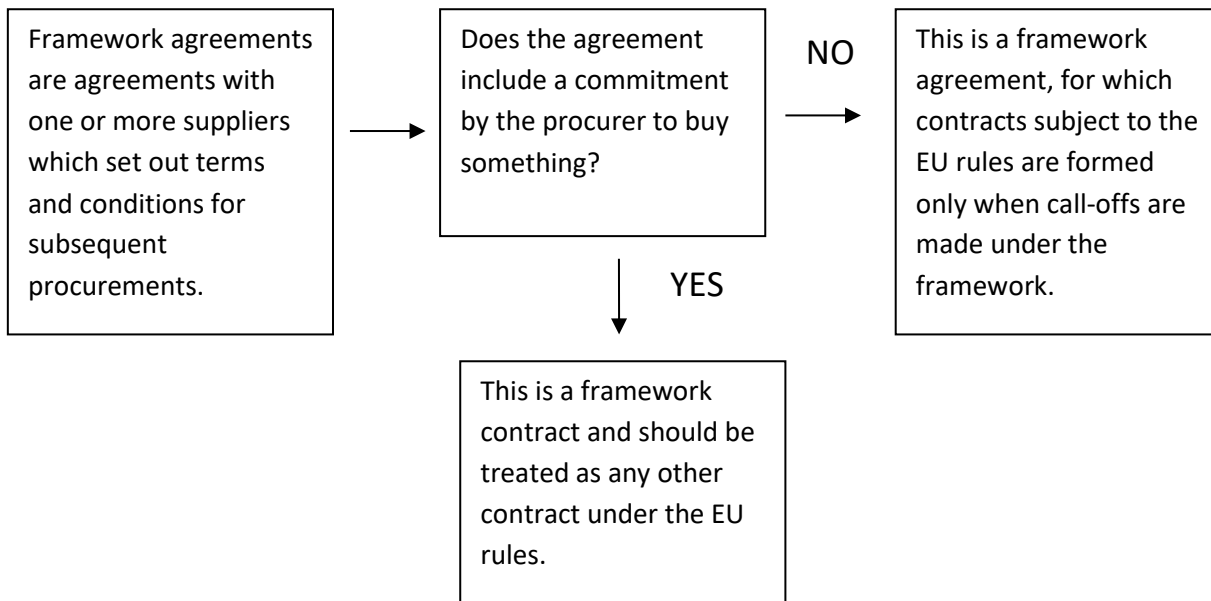 Framework agreements
are agreements with
one or more suppliers
which set out terms
and conditions for
subsequent
procurements.
Does the agreement
include a commitment
by the procurer to buy
something?
NO
This is a framework
agreement, for which
contracts subject to the
EU rules are formed
only when call-offs are
made under the
framework.
YES
This is a framework
contract and should be
treated as any other
contract under the EU
rules.